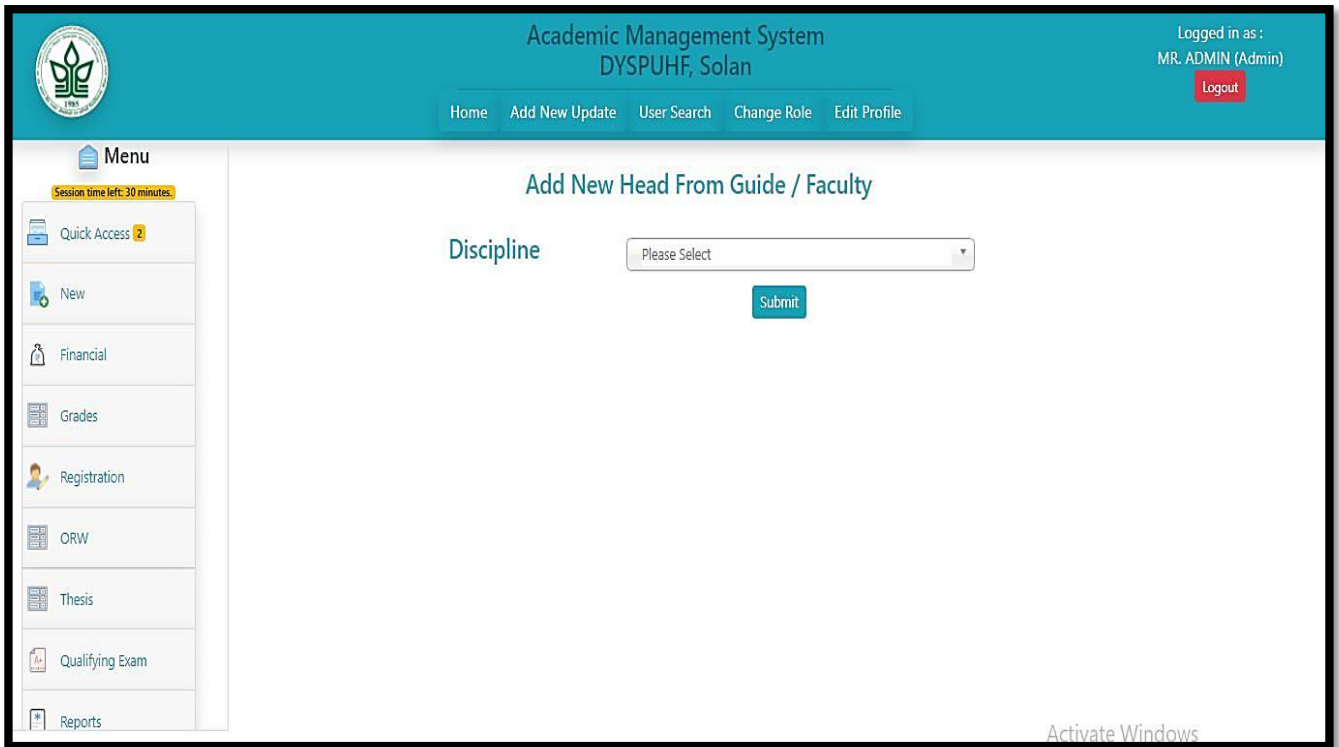 1985
Academic Management System
DYSPUHF, Solan
Logged in as :
MR. ADMIN (Admin)
Logout
Home Add New Update User Search Change Role Edit Profile
Menu
Session time left: 30 minutes.
Quick Access 2
New
Financial
Grades
Registration
ORW
Thesis
Qualifying Exam
Reports
Add New Head From Guide / Faculty
Discipline Please Select
Submit
Activate Windows